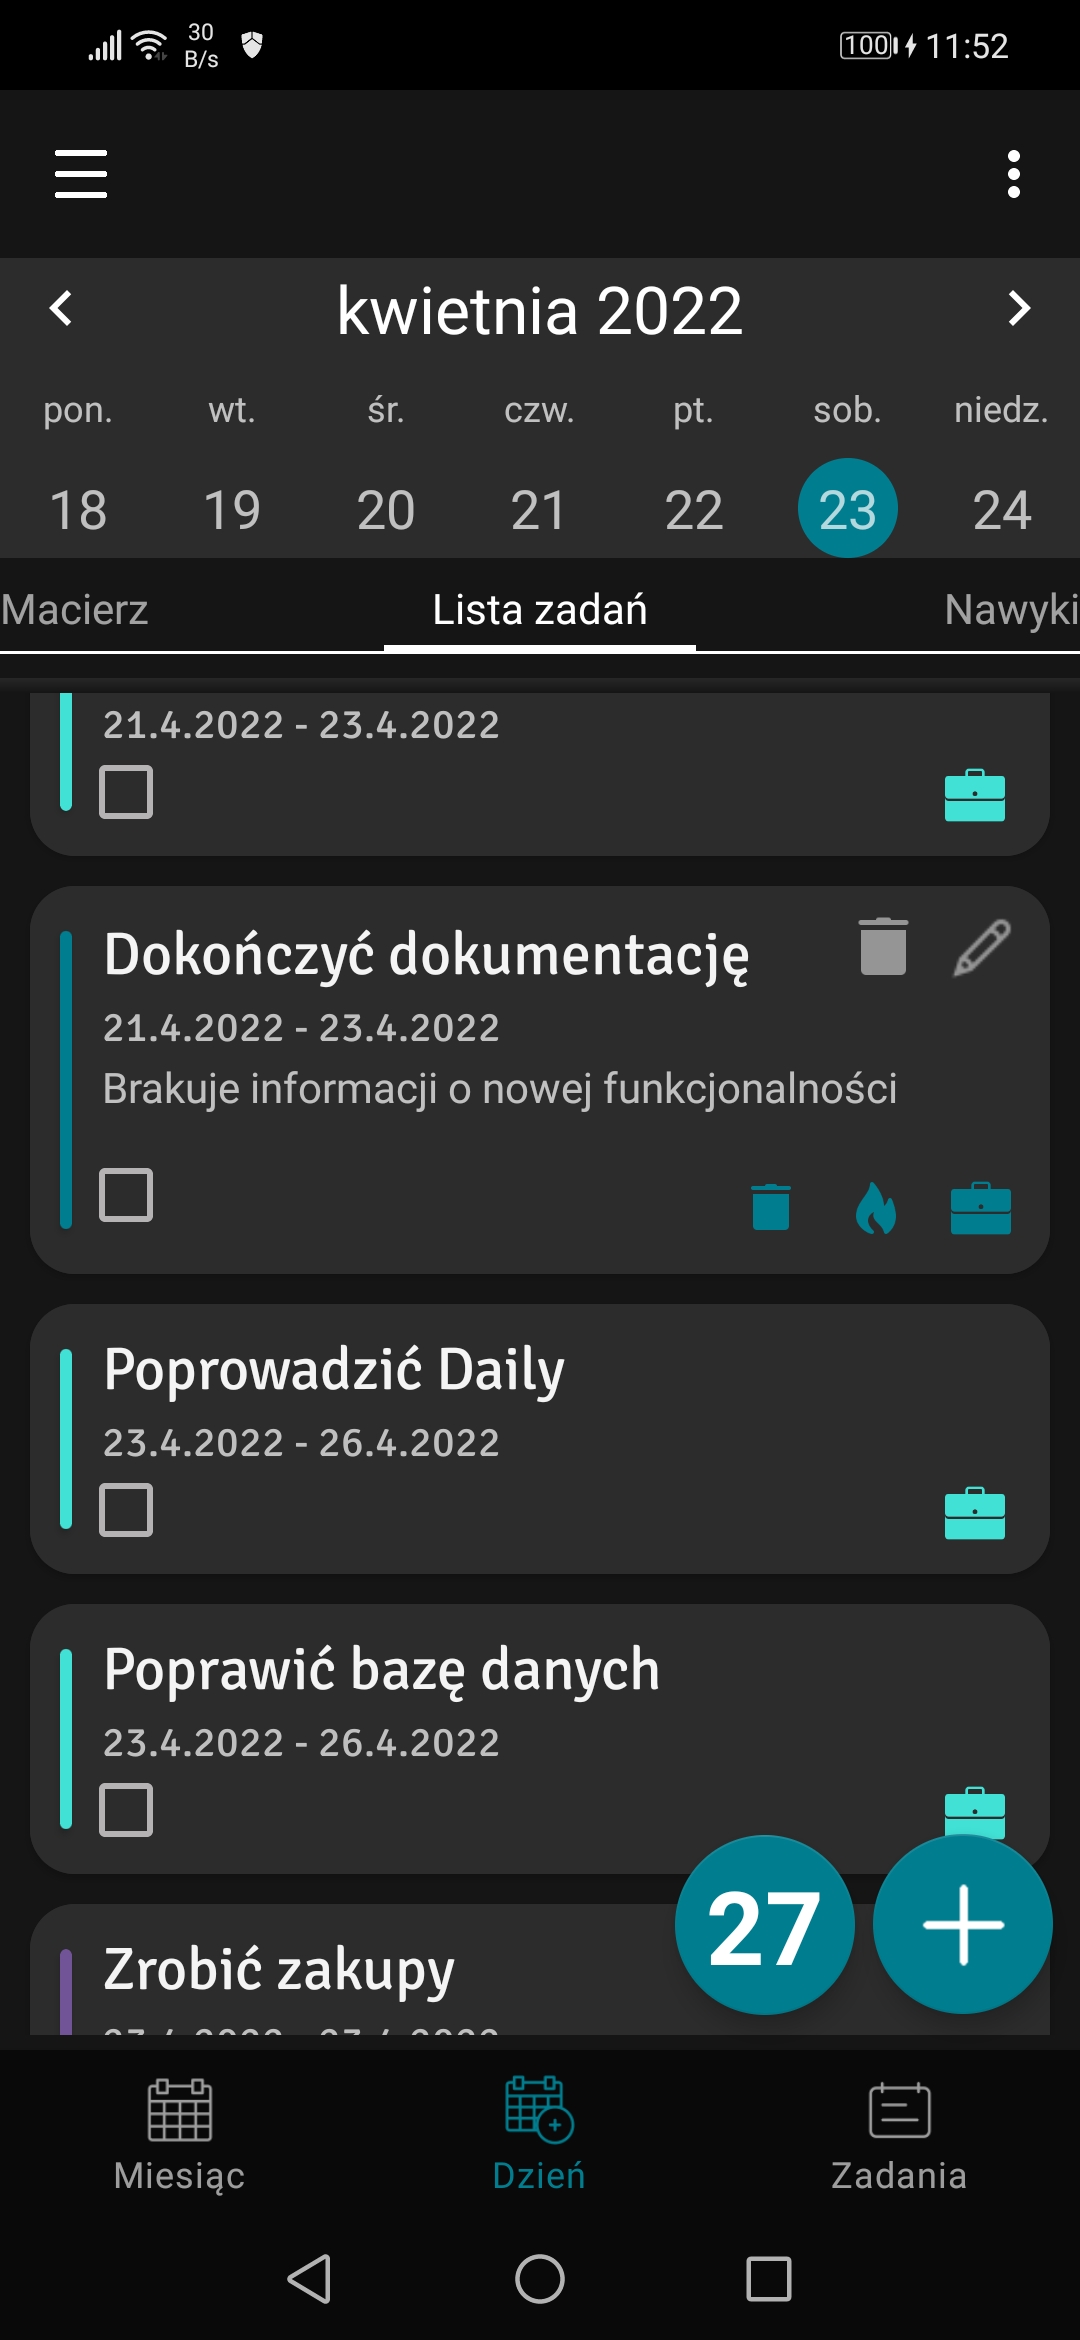 30
B/s
100
11:52
kwietnia 2022
pon. wt. śr. czw. pt. sob. niedz.
18 19 20 21 22 23 24
Macierz Lista zadań Nawyki
21.4.2022 - 23.4.2022
Dokończyć dokumentację
21.4.2022 - 23.4.2022
Brakuje informacji o nowej funkcjonalności
Poprowadzić Daily
23.4.2022 - 26.4.2022
Poprawić bazę danych
23.4.2022 - 26.4.2022
27
Zrobić zakupy
Miesiąc Dzień Zadania